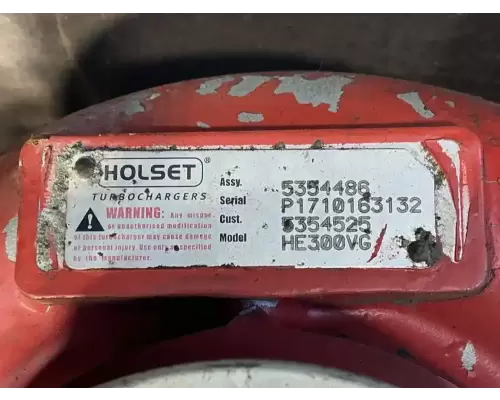 HOLSET®
TURBOCHARGERS
WARNING: Any misuse
or unauthorised modification
of this turbocharger may cause damage
or personal injury. Use only as specified
by the manufacturer.
Assy. 5354486
Serial P1710163132
Cust. 5354525
Model HE300VG